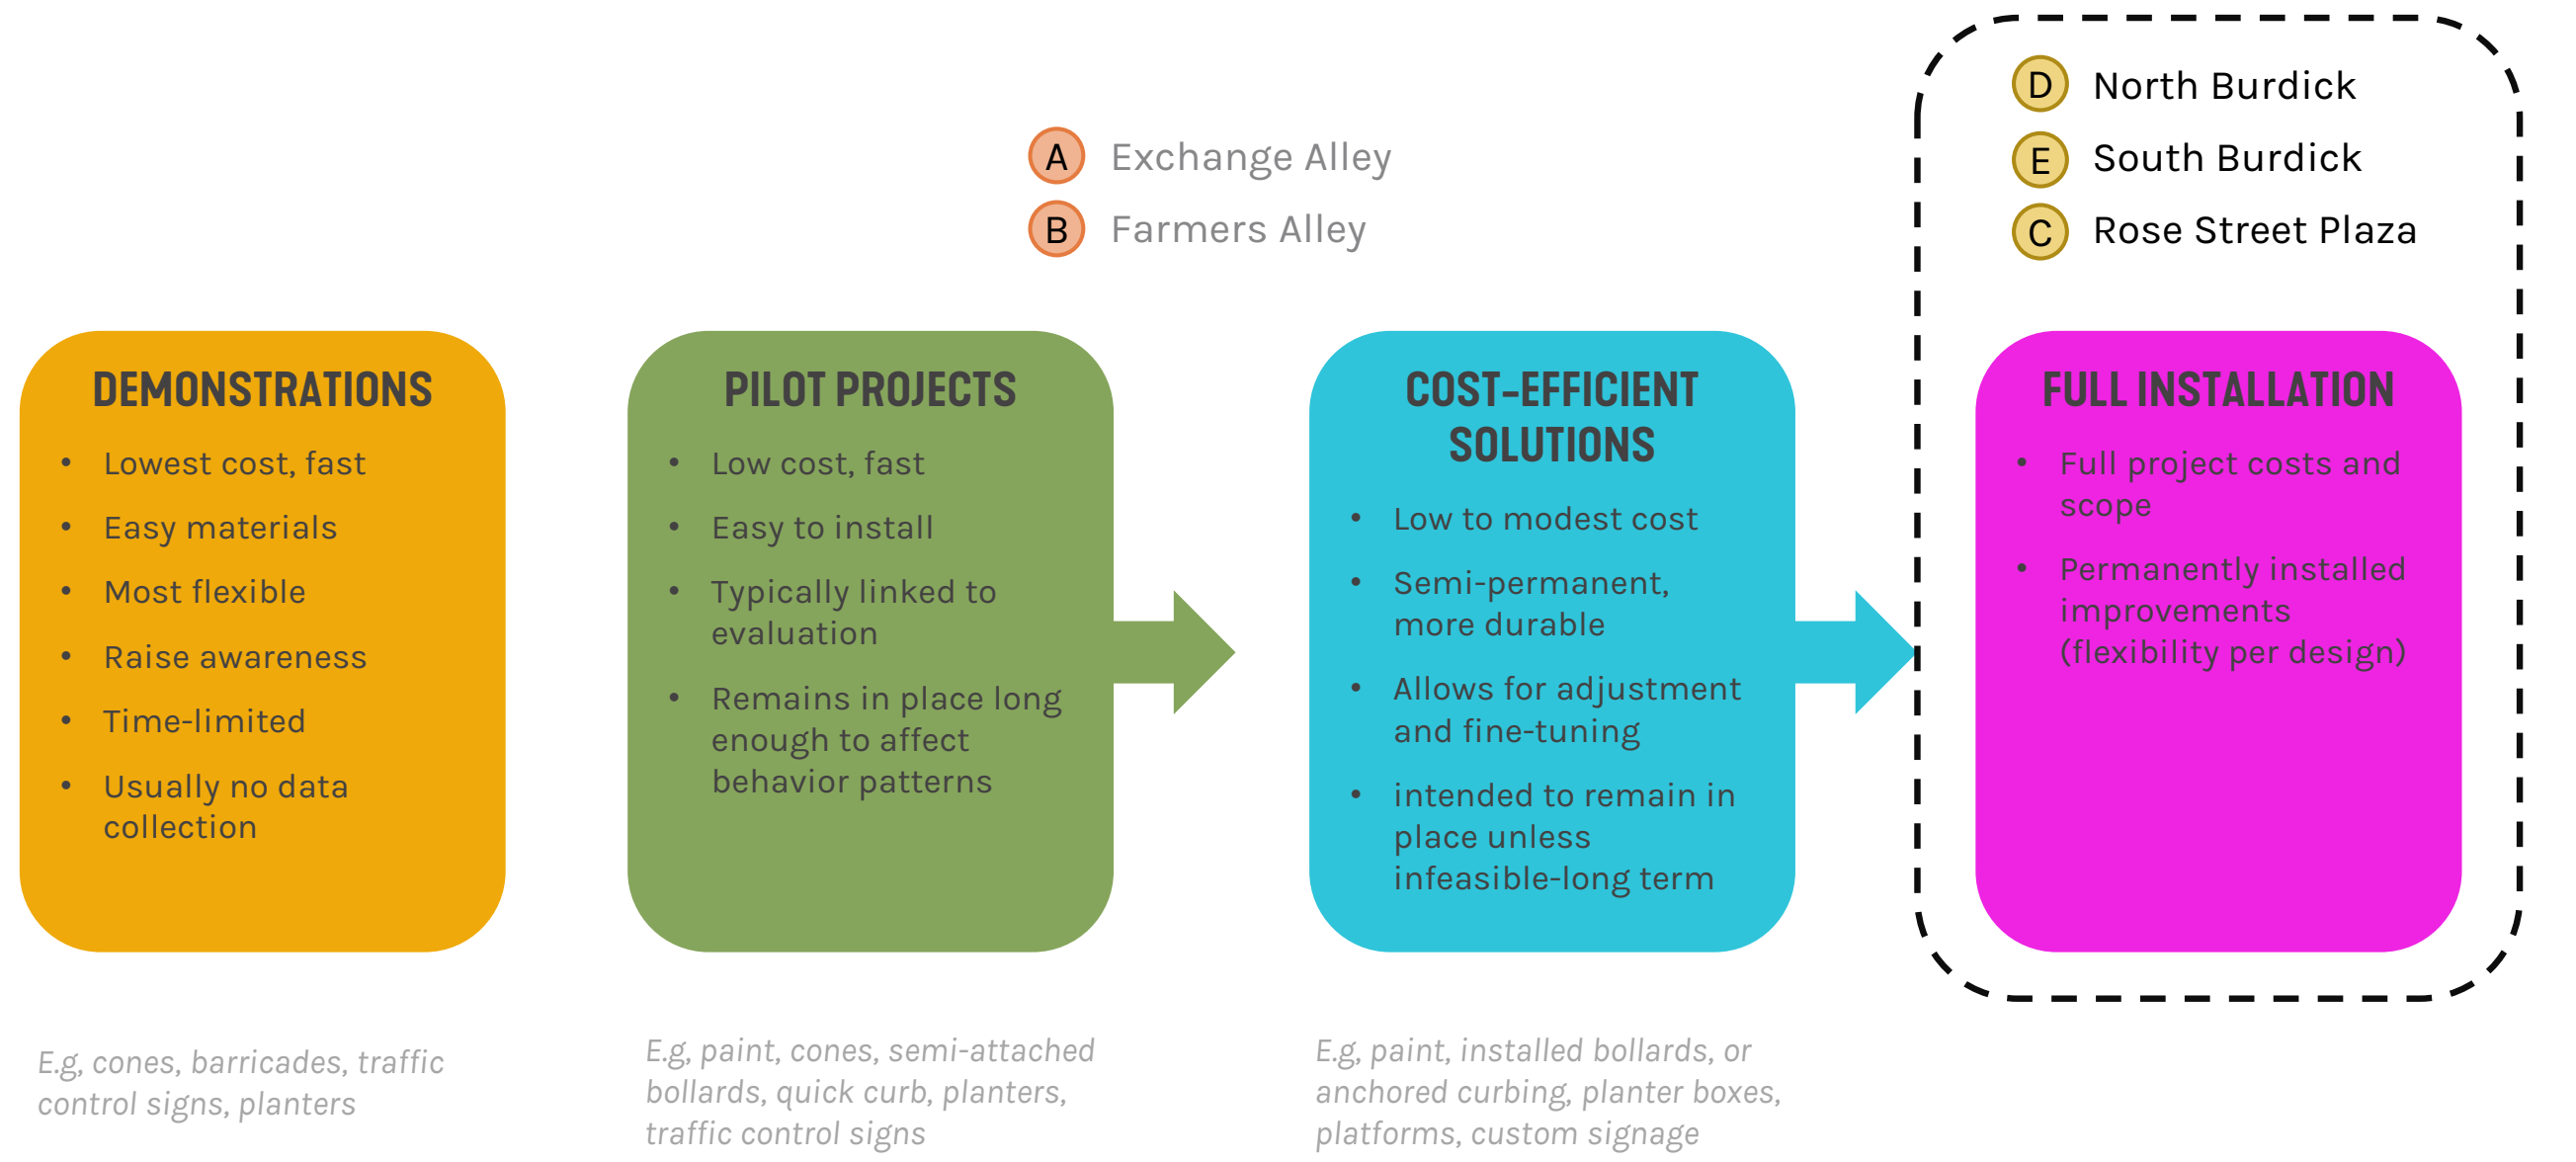 D North Burdick
A Exchange Alley
E South Burdick
B Farmers Alley
C Rose Street Plaza
DEMONSTRATIONS
• Lowest cost, fast
• Easy materials
• Most flexible
• Raise awareness
• Time-limited
• Usually no data
collection
E.g, cones, barricades, traffic
control signs, planters
PILOT PROJECTS
• Low cost, fast
• Easy to install
• Typically linked to
evaluation
• Remains in place long
enough to affect
behavior patterns
E.g, paint, cones, semi-attached
bollards, quick curb, planters,
traffic control signs
COST-EFFICIENT
SOLUTIONS
• Low to modest cost
• Semi-permanent,
more durable
• Allows for adjustment
and fine-tuning
• intended to remain in
place unless
infeasible-long term
E.g, paint, installed bollards, or
anchored curbing, planter boxes,
platforms, custom signage
FULL INSTALLATION
• Full project costs and
scope
• Permanently installed
improvements
(flexibility per design)